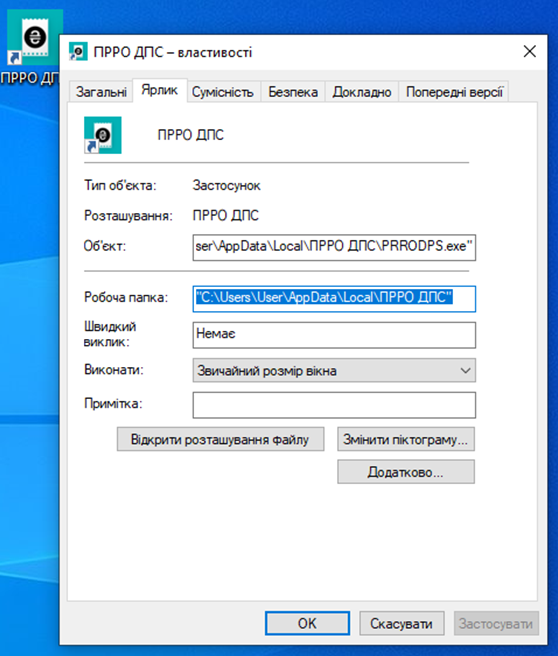 ПРРО ДПС – властивості
ПРРО ДП
Загальні Ярлик Сумісність Безпека Докладно Попередні версії
ПРРО ДПС
Тип об'єкта: Застосунок
Розташування: ПРРО ДПС
Об'єкт: ser\AppData\Local\ПРРО ДПС\PRRODPS.exe"
Робоча папка: "C:\Users\User\AppData\Local\ПРРО ДПС"
Швидкий
виклик: Немає
Виконати: Звичайний розмір вікна
Примітка:
Відкрити розташування файлу Змінити піктограму...
Додатково...
OK Скасувати Застосувати